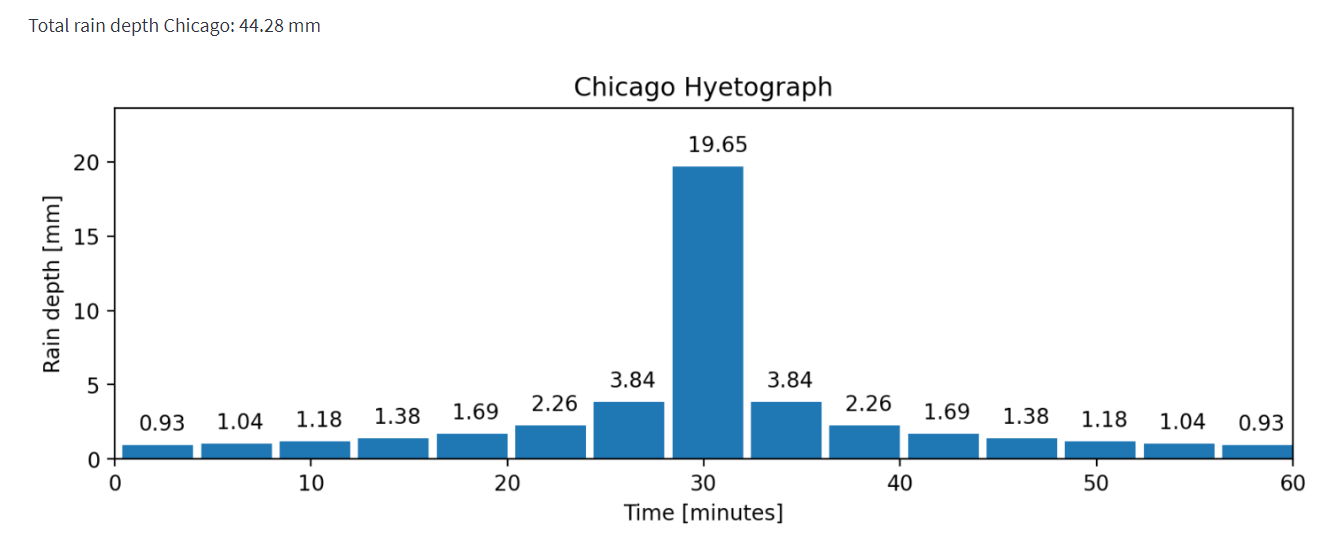 Total rain depth Chicago: 44.28 mm
Chicago Hyetograph
Rain depth [mm]
20
15
10
5
0
0.93 1.04 1.18 1.38 1.69 2.26 3.84 19.65 3.84 2.26 1.69 1.38 1.18 1.04 0.93
0 10 20 30 40 50 60
Time [minutes]